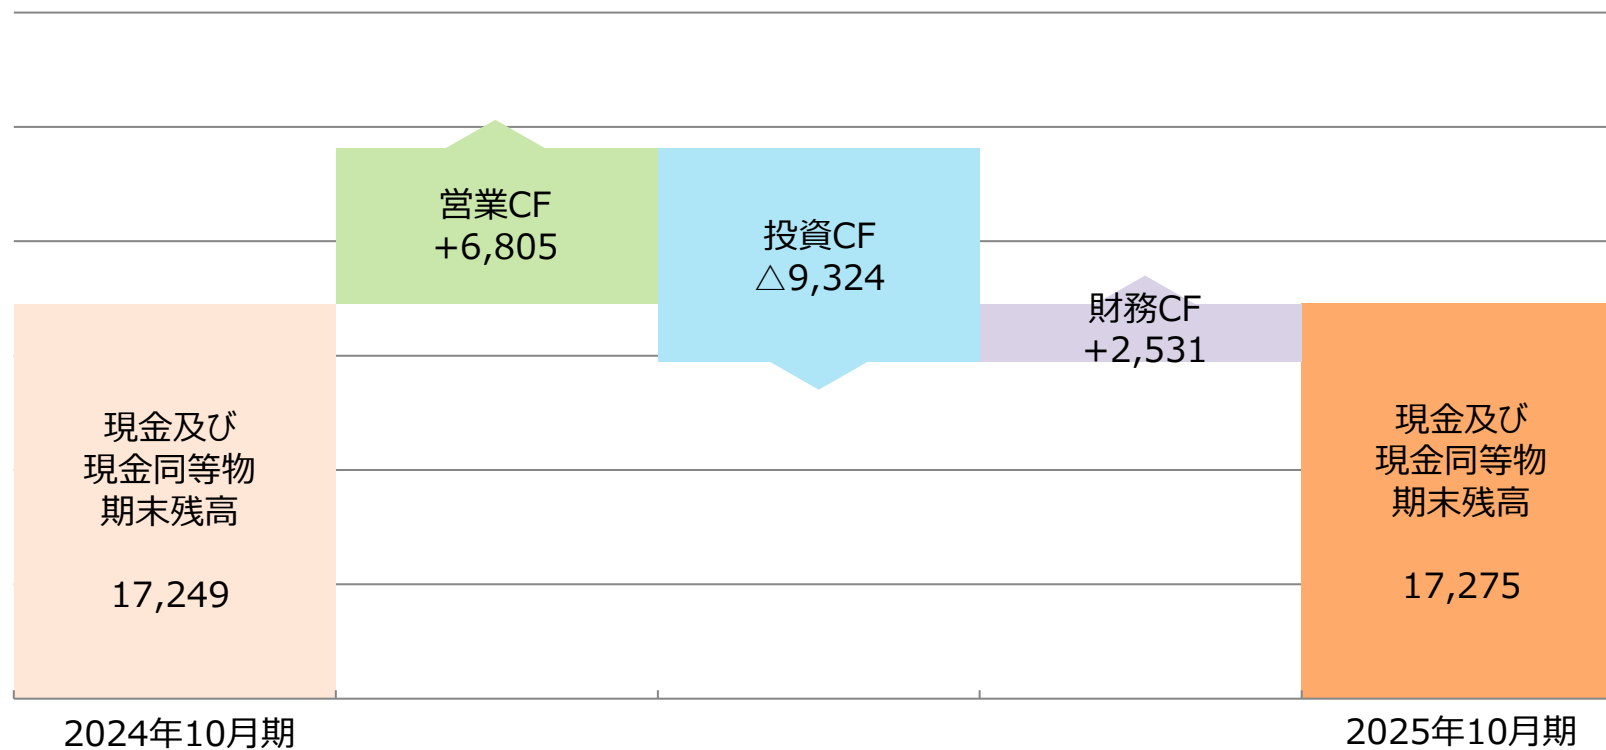 営業CF
+6,805
投資CF
△9,324
財務CF
+2,531
現金及び
現金同等物
期末残高
17,249
現金及び
現金同等物
期末残高
17,275
2024年10月期
2025年10月期